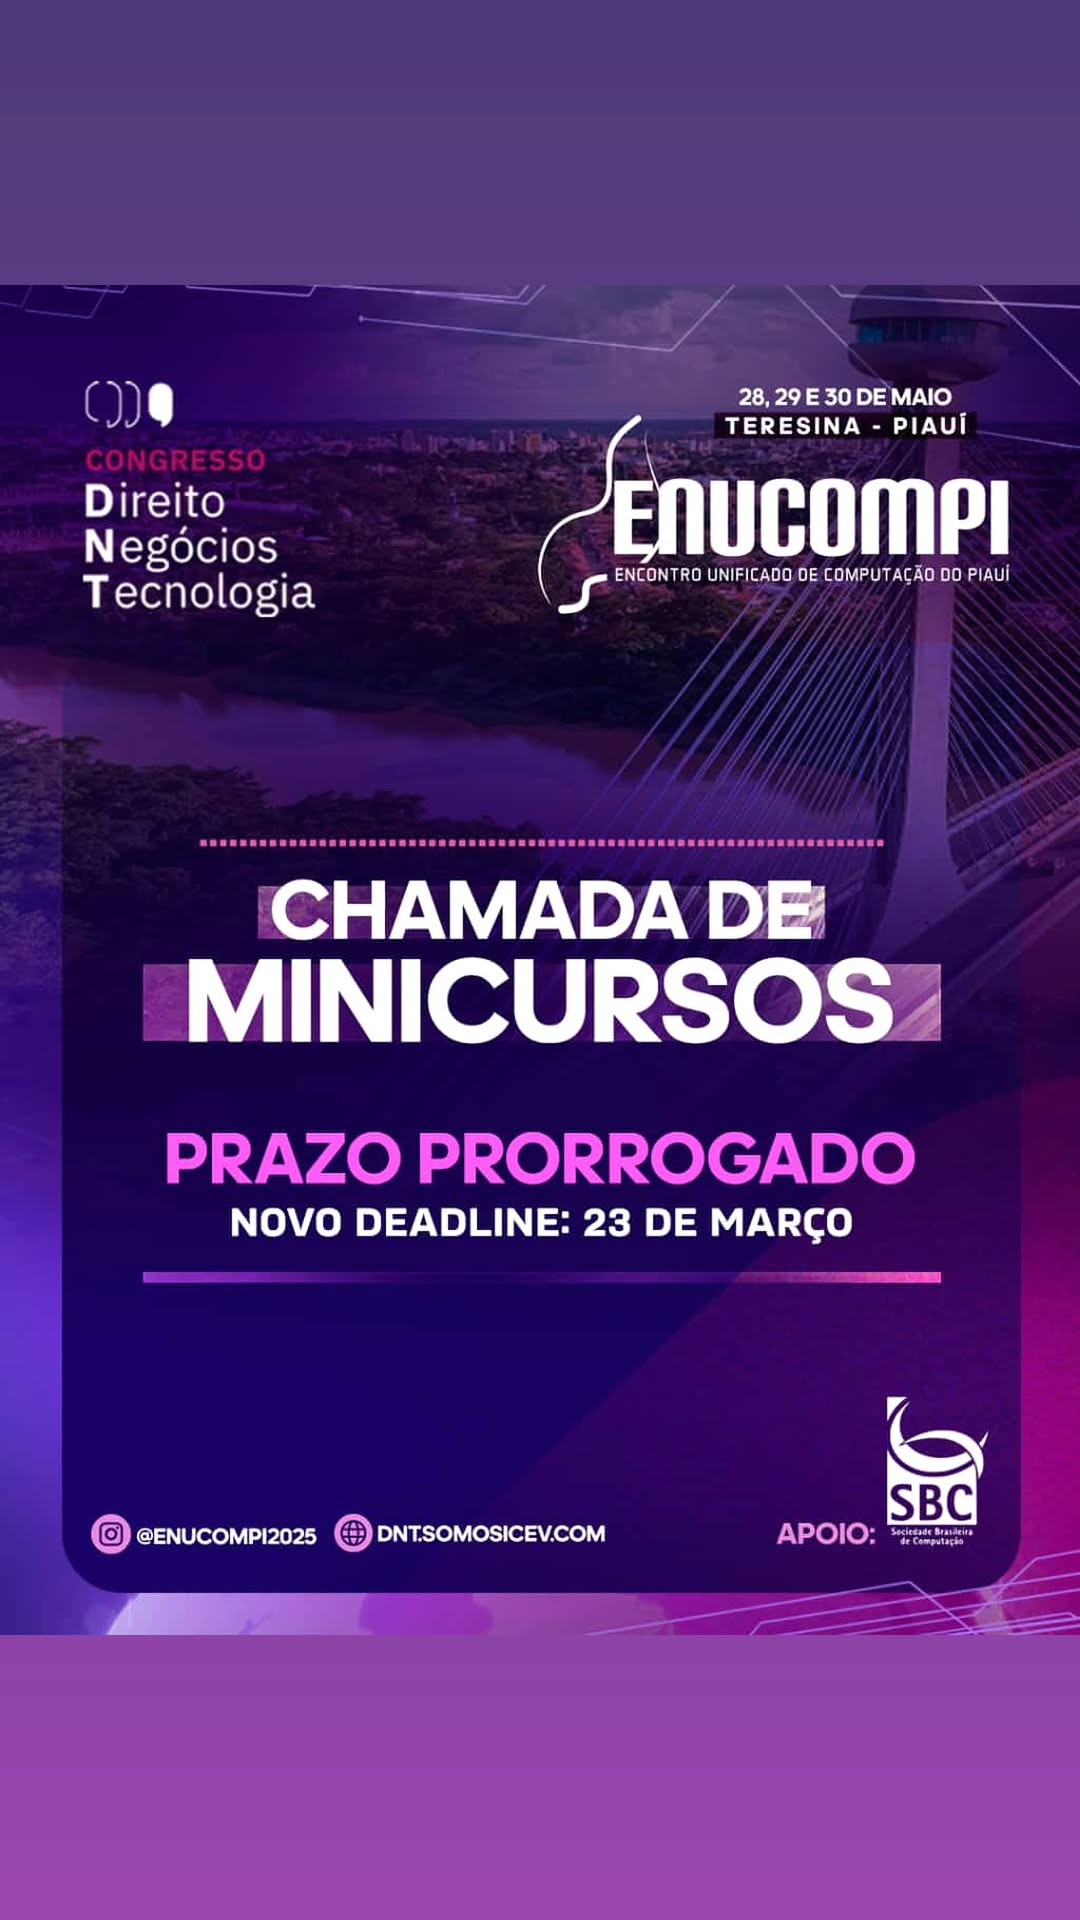 CONGRESSO
Direito
Negócios
Tecnologia
28, 29 E 30 DE MAIO
TERESINA - PIAUÍ
ENUCOMPI
ENCONTRO UNIFICADO DE COMPUTAÇÃO DO PIAUÍ
CHAMADA DE
MINICURSOS
PRAZO PRORROGADO
NOVO DEADLINE: 23 DE MARÇO
@ENUCOMPI2025
DNT.SOMOSICEV.COM
APOIO:
SBC
Sociedade Brasileira
de Computação